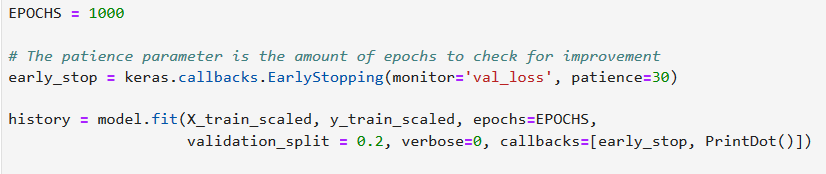 EPOCHS = 1000
# The patience parameter is the amount of epochs to check for improvement
early_stop = keras.callbacks.EarlyStopping(monitor='val_loss', patience=30)
history = model.fit(X_train_scaled, y_train_scaled, epochs=EPOCHS,
validation_split = 0.2, verbose=0, callbacks=[early_stop, PrintDot()])